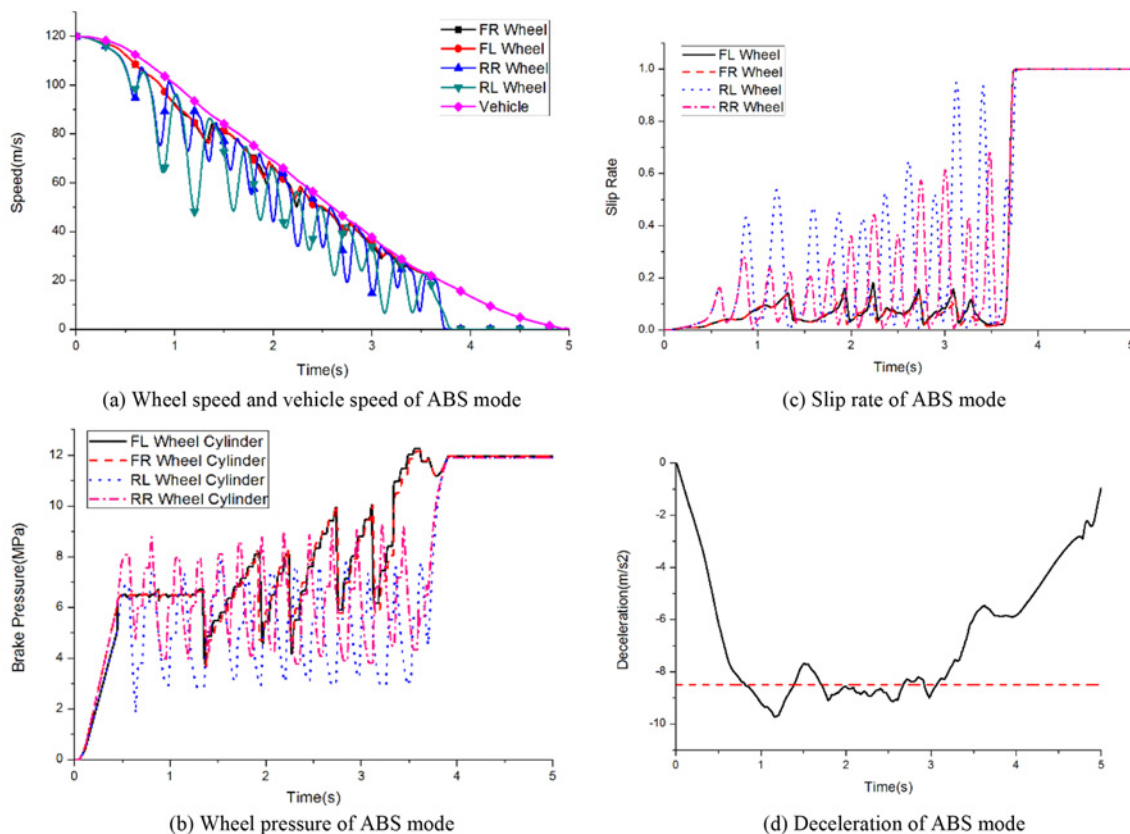 FR Wheel
FL Wheel
RR Wheel
RL Wheel
Vehicle
Speed(m/s)
120
100
80
60
40
20
0
0 1 2 3 4 5
Time(s)
(a) Wheel speed and vehicle speed of ABS mode
FL Wheel
FR Wheel
RL Wheel
RR Wheel
Slip Rate
1.0
0.8
0.6
0.4
0.2
0.0
0 1 2 3 4 5
Time(s)
(c) Slip rate of ABS mode
FL Wheel Cylinder
FR Wheel Cylinder
RL Wheel Cylinder
RR Wheel Cylinder
Brake Pressure(MPa)
12
10
8
6
4
2
0
0 1 2 3 4 5
Time(s)
(b) Wheel pressure of ABS mode
Deceleration(m/s2)
0
-2
-4
-6
-8
-10
0 1 2 3 4 5
Time(s)
(d) Deceleration of ABS mode